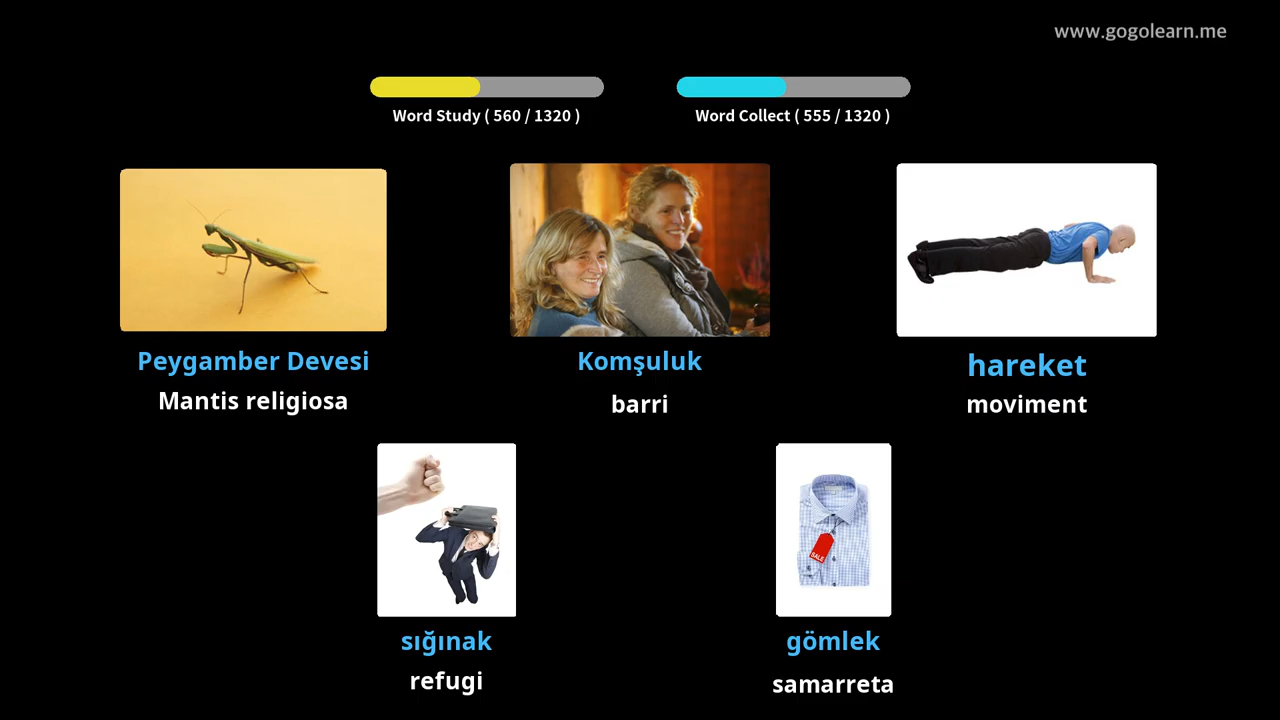 www.gogolearn.me
Word Study ( 560 / 1320 )
Word Collect ( 555 / 1320 )
Peygamber Devesi
Mantis religiosa
Komşuluk
barri
hareket
moviment
SALE
sığınak
refugi
gömlek
samarreta